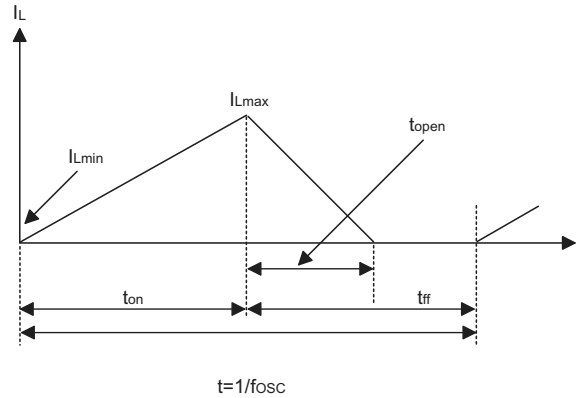 IL
ILmax
topen
ILmin
ton
tff
t=1/fosc